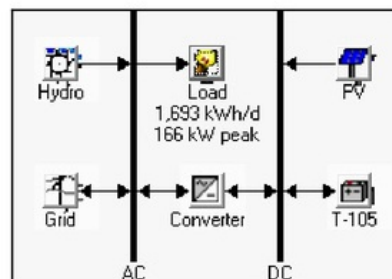 Hydro
Load
PV
1,693 kWh/d
166 kW peak
Grid
Converter
T-105
AC
DC